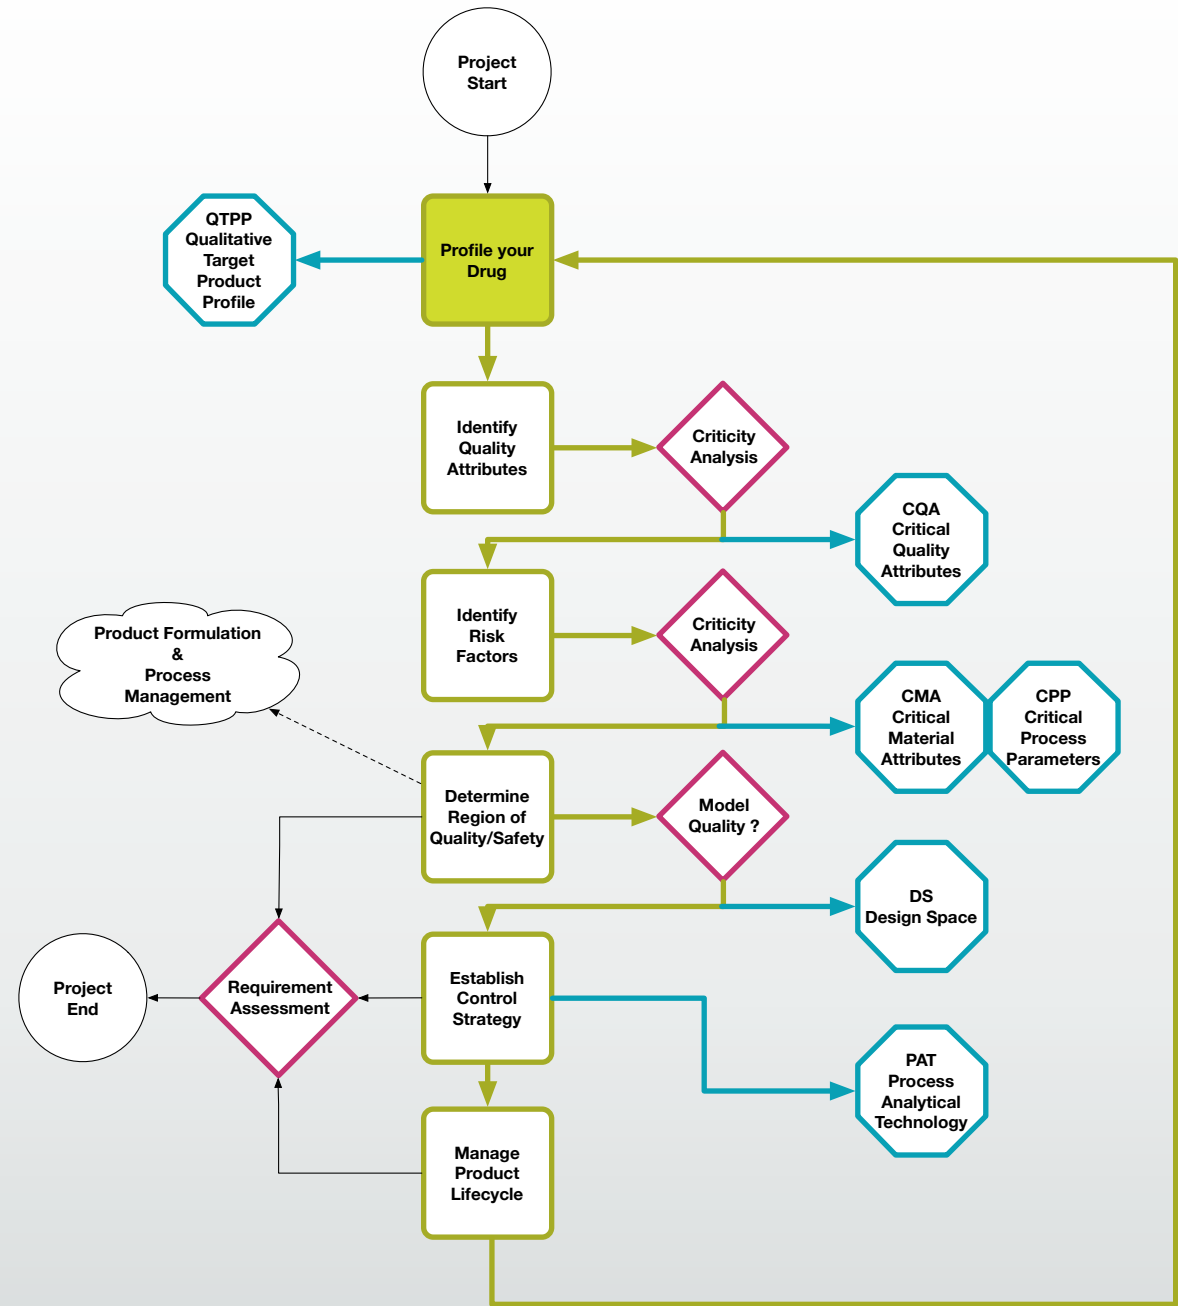 Project
Start
QTPP
Qualitative
Target
Product
Profile
Profile your
Drug
Identify
Quality
Attributes
Criticity
Analysis
CQA
Critical
Quality
Attributes
Identify
Risk
Factors
Criticity
Analysis
Product Formulation
&
Process
Management
CMA
Critical
Material
Attributes
CPP
Critical
Process
Parameters
Determine
Region of
Quality/Safety
Model
Quality ?
DS
Design Space
Project
End
Requirement
Assessment
Establish
Control
Strategy
PAT
Process
Analytical
Technology
Manage
Product
Lifecycle